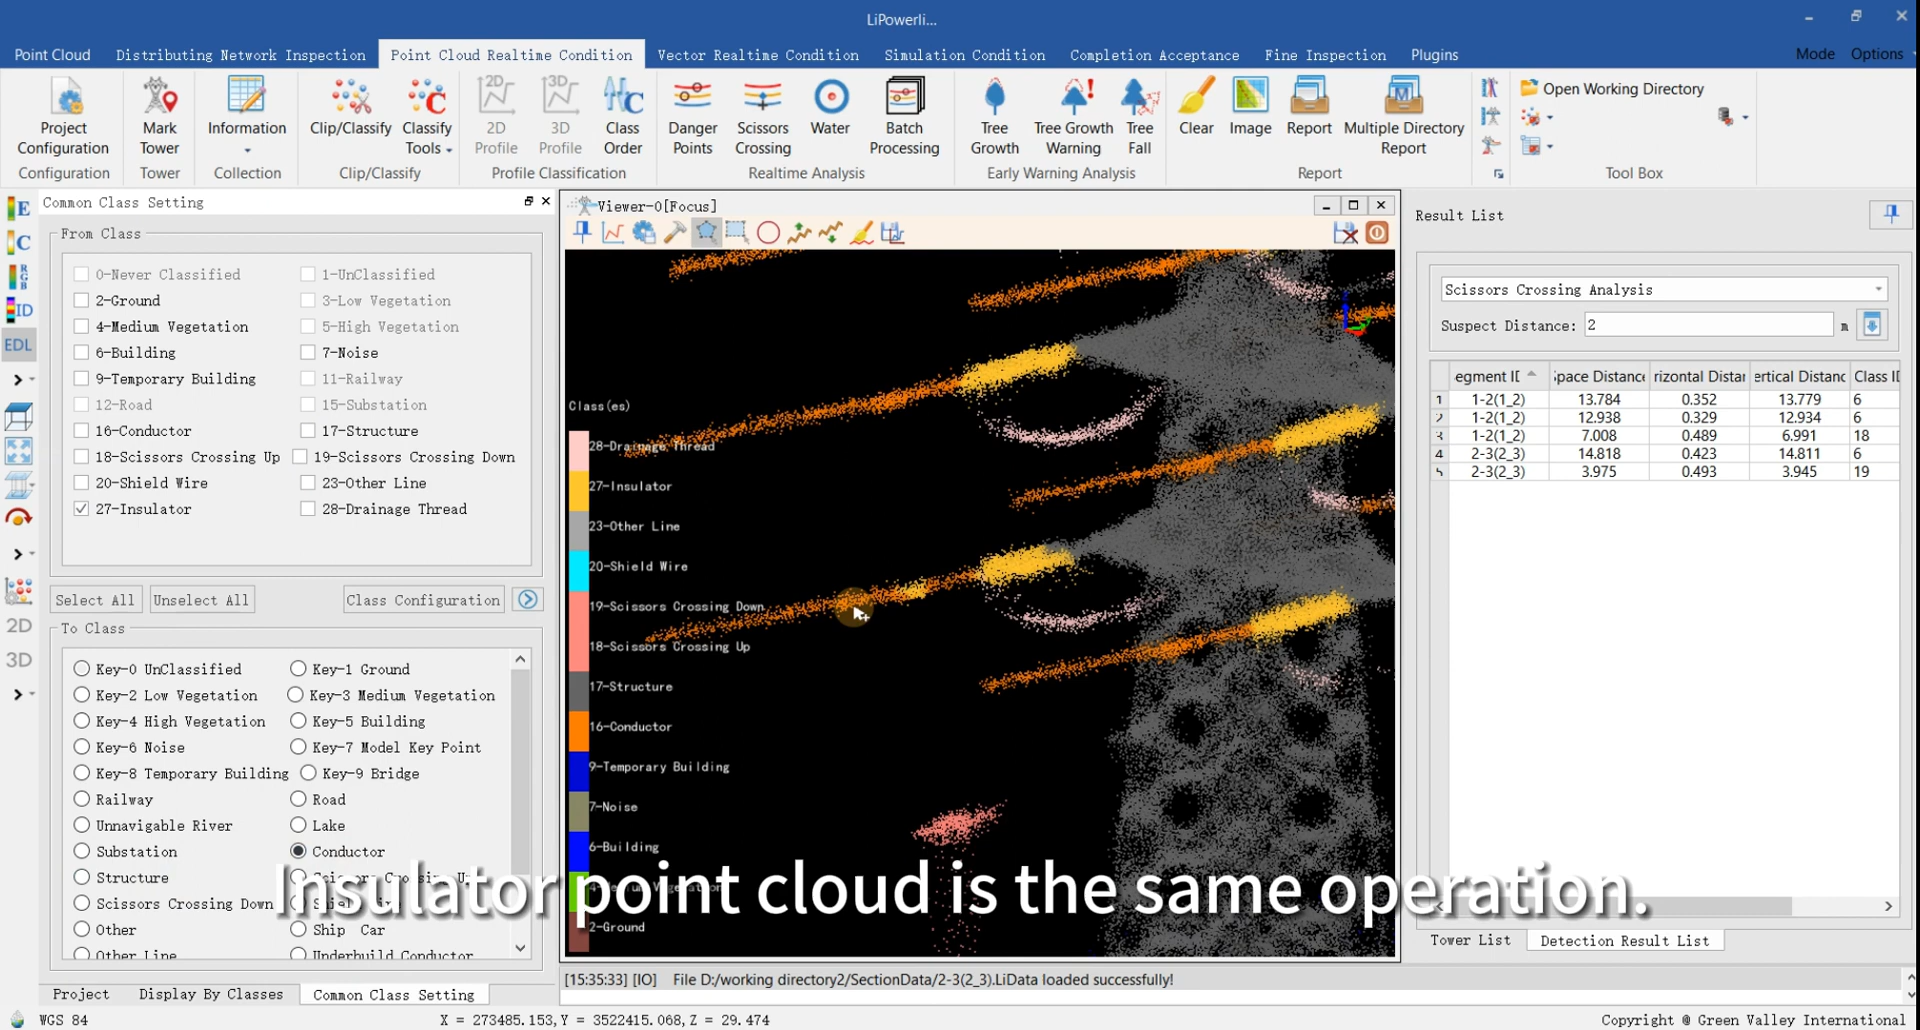 LiPowerli...
Point Cloud
Distributing Network Inspection
Point Cloud Realtime Condition
Vector Realtime Condition
Simulation Condition
Completion Acceptance
Fine Inspection
Plugins
Mode
Options
Project Configuration
Mark Tower
Information
Clip/Classify
Classify Tools
2D Profile
3D Profile
Class Order
Danger Points
Scissors Crossing
Water
Batch Processing
Tree Growth
Tree Growth Warning
Tree Fall
Clear
Image
Report
Multiple Directory Report
Open Working Directory
Configuration
Tower
Collection
Clip/Classify
Profile Classification
Realtime Analysis
Early Warning Analysis
Report
Tool Box
E
C
RGB
ID
EDL
2D
3D
Common Class Setting
From Class
0-Never Classified
1-UnClassified
2-Ground
3-Low Vegetation
4-Medium Vegetation
5-High Vegetation
6-Building
7-Noise
9-Temporary Building
11-Railway
12-Road
15-Substation
16-Conductor
17-Structure
18-Scissors Crossing Up
19-Scissors Crossing Down
20-Shield Wire
23-Other Line
27-Insulator
28-Drainage Thread
Select All
Unselect All
Class Configuration
To Class
Key-0 UnClassified
Key-1 Ground
Key-2 Low Vegetation
Key-3 Medium Vegetation
Key-4 High Vegetation
Key-5 Building
Key-6 Noise
Key-7 Model Key Point
Key-8 Temporary Building
Key-9 Bridge
Railway
Road
Unnavigable River
Lake
Substation
Conductor
Structure
Scissors Crossing Up
Scissors Crossing Down
Other
Ship Car
Other Line
Underbuild Conductor
Project
Display By Classes
Common Class Setting
Viewer-0[Focus]
Class(es)
28-Drainage Thread
27-Insulator
23-Other Line
20-Shield Wire
19-Scissors Crossing Down
18-Scissors Crossing Up
17-Structure
16-Conductor
9-Temporary Building
7-Noise
6-Building
2-Ground
Insulator point cloud is the same operation.
[15:35:33] [IO] File D:/working directory2/SectionData/2-3(2_3).LiData loaded successfully!
Result List
Scissors Crossing Analysis
Suspect Distance: 2 m
egment ID pace Distance rizontal Distar ertical Distanc Class II
1 1-2(1_2) 13.784 0.352 13.779 6
2 1-2(1_2) 12.938 0.329 12.934 6
3 1-2(1_2) 7.008 0.489 6.991 18
4 2-3(2_3) 14.818 0.423 14.811 6
5 2-3(2_3) 3.975 0.493 3.945 19
Tower List
Detection Result List
WGS 84
X = 273485.153,Y = 3522415.068,Z = 29.474
Copyright @ Green Valley International